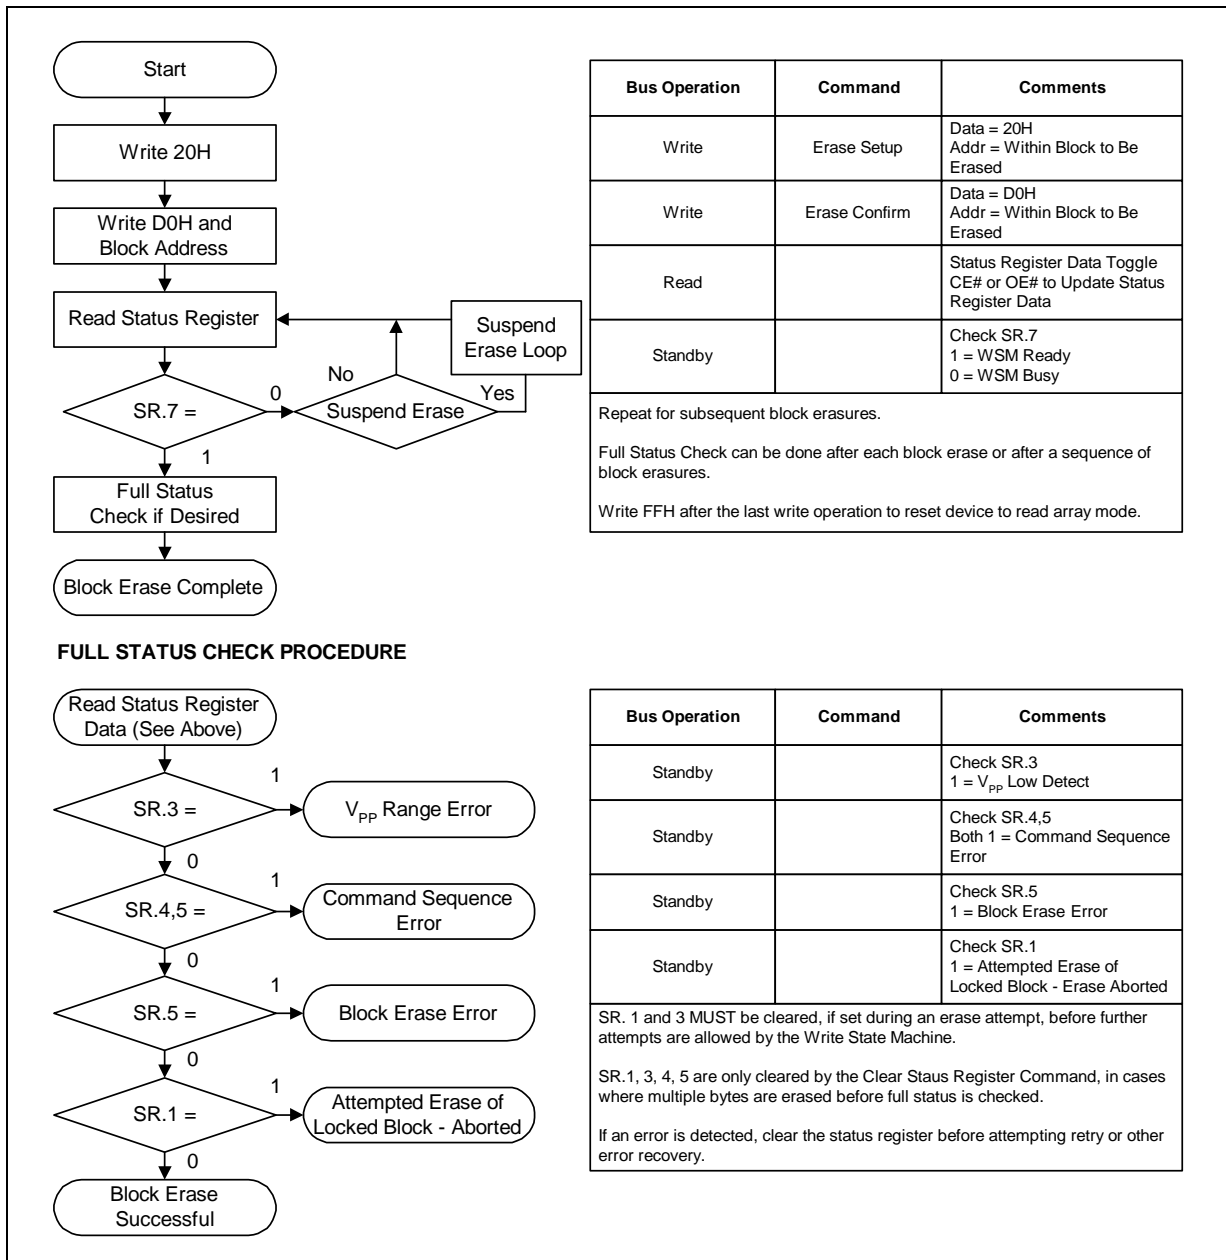 Start
Write 20H
Write D0H and
Block Address
Read Status Register
Suspend
Erase Loop
No
Yes
0
SR.7 =
Suspend Erase
1
Full Status
Check if Desired
Block Erase Complete
Bus Operation
Command
Comments
Write
Erase Setup
Data = 20H
Addr = Within Block to Be
Erased
Write
Erase Confirm
Data = D0H
Addr = Within Block to Be
Erased
Read
Status Register Data Toggle
CE# or OE# to Update Status
Register Data
Standby
Check SR.7
1 = WSM Ready
0 = WSM Busy
Repeat for subsequent block erasures.
Full Status Check can be done after each block erase or after a sequence of
block erasures.
Write FFH after the last write operation to reset device to read array mode.
FULL STATUS CHECK PROCEDURE
Read Status Register
Data (See Above)
1
SR.3 =
VPP Range Error
0
1
SR.4,5 =
Command Sequence
Error
0
1
SR.5 =
Block Erase Error
0
1
SR.1 =
Attempted Erase of
Locked Block - Aborted
0
Block Erase
Successful
Bus Operation
Command
Comments
Standby
Check SR.3
1 = VPP Low Detect
Standby
Check SR.4,5
Both 1 = Command Sequence
Error
Standby
Check SR.5
1 = Block Erase Error
Standby
Check SR.1
1 = Attempted Erase of
Locked Block - Erase Aborted
SR. 1 and 3 MUST be cleared, if set during an erase attempt, before further
attempts are allowed by the Write State Machine.
SR.1, 3, 4, 5 are only cleared by the Clear Staus Register Command, in cases
where multiple bytes are erased before full status is checked.
If an error is detected, clear the status register before attempting retry or other
error recovery.